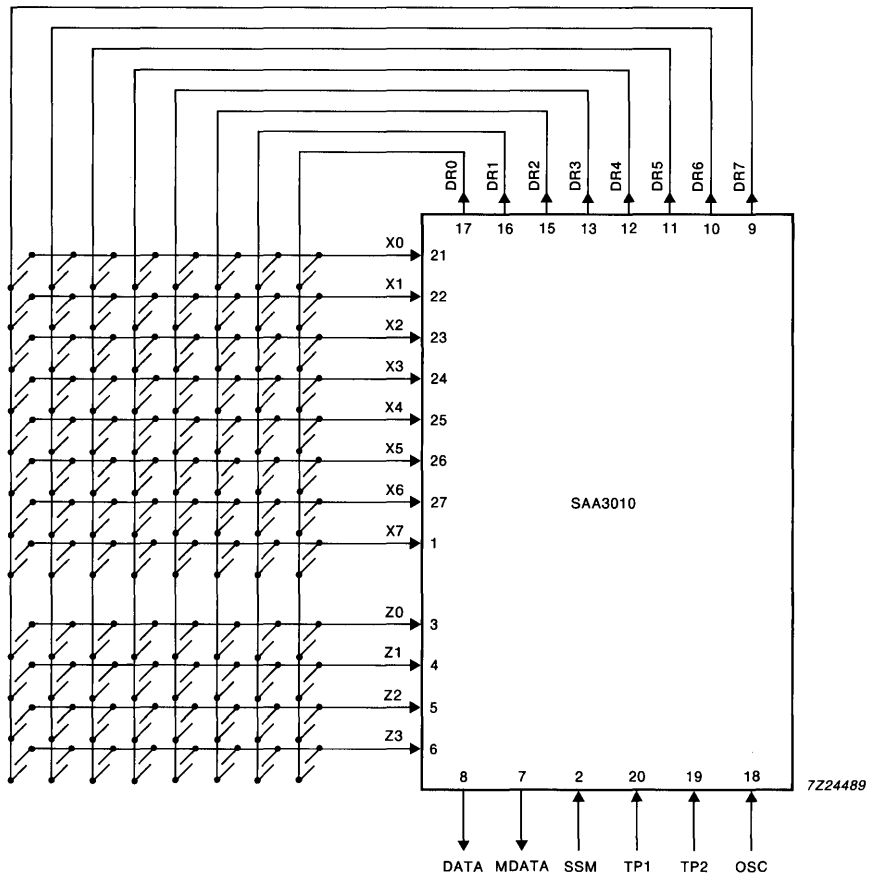 DR0 DR1 DR2 DR3 DR4 DR5 DR6 DR7
17 16 15 13 12 11 10 9
X0 21
X1 22
X2 23
X3 24
X4 25
X5 26
X6 27
SAA3010
X7 1
Z0 3
Z1 4
Z2 5
Z3 6
8 7 2 20 19 18
7Z24489
DATA MDATA SSM TP1 TP2 OSC